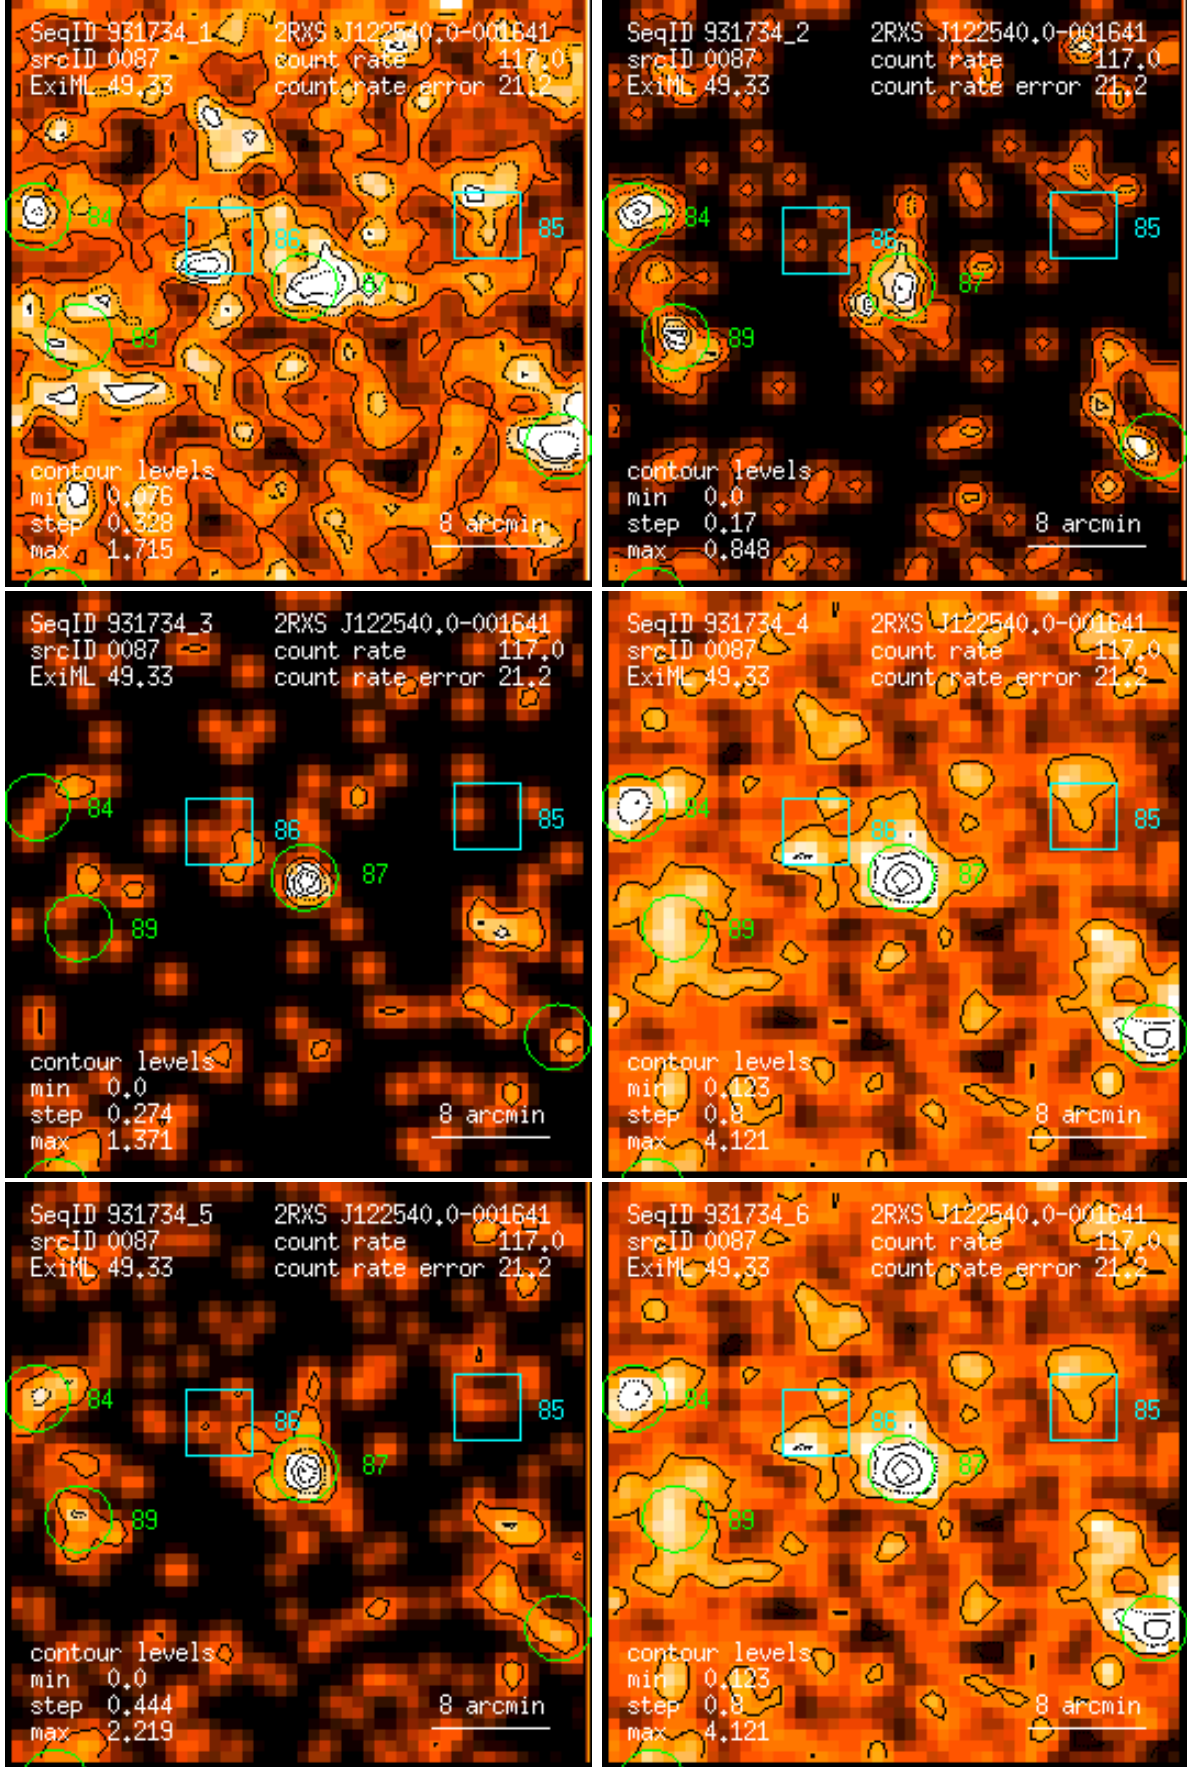 SeqID 931734_1 2RXS J122540.0-001641
srcID 0087 count rate 117.0
ExiML 49.33 count rate error 21.2
84
85
86
87
89
contour levels
min 0.076
step 0.328 8 arcmin
max 1.715
SeqID 931734_2 2RXS J122540.0-001641
srcID 0087 count rate 117.0
ExiML 49.33 count rate error 21.2
84
85
86
87
89
contour levels
min 0.0
step 0.17 8 arcmin
max 0.848
SeqID 931734_3 2RXS J122540.0-001641
srcID 0087 count rate 117.0
ExiML 49.33 count rate error 21.2
84
85
86
87
89
contour levels
min 0.0
step 0.274 8 arcmin
max 1.371
SeqID 931734_4 2RXS J122540.0-001641
srcID 0087 count rate 117.0
ExiML 49.33 count rate error 21.2
84
85
86
87
89
contour levels
min 0.123
step 0.8 8 arcmin
max 4.121
SeqID 931734_5 2RXS J122540.0-001641
srcID 0087 count rate 117.0
ExiML 49.33 count rate error 21.2
84
85
86
87
89
contour levels
min 0.0
step 0.444 8 arcmin
max 2.219
SeqID 931734_6 2RXS J122540.0-001641
srcID 0087 count rate 117.0
ExiML 49.33 count rate error 21.2
84
85
86
87
89
contour levels
min 0.123
step 0.8 8 arcmin
max 4.121